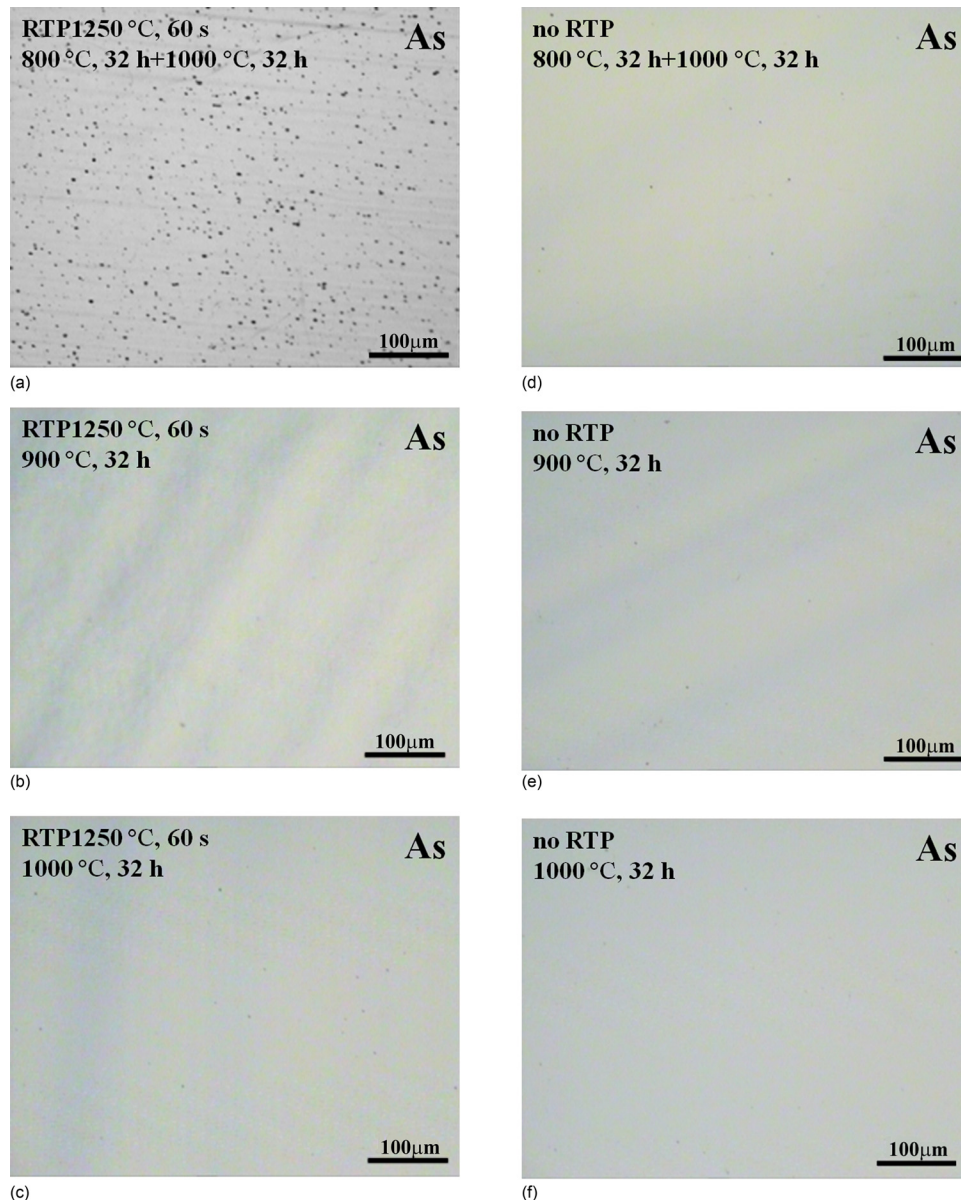 RTP1250 °C, 60 s
800 °C, 32 h+1000 °C, 32 h
As
100μm
(a)
no RTP
800 °C, 32 h+1000 °C, 32 h
As
100μm
(d)
RTP1250 °C, 60 s
900 °C, 32 h
As
100μm
(b)
no RTP
900 °C, 32 h
As
100μm
(e)
RTP1250 °C, 60 s
1000 °C, 32 h
As
100μm
(c)
no RTP
1000 °C, 32 h
As
100μm
(f)